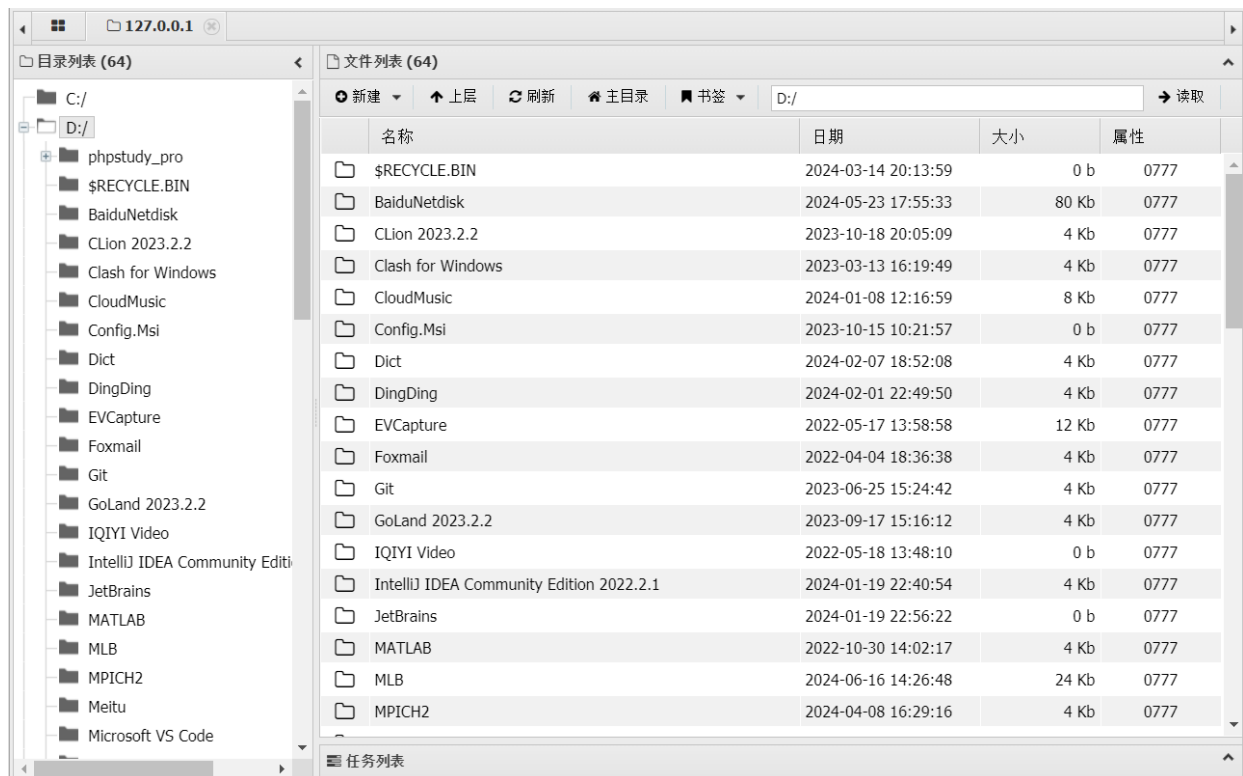 127.0.0.1
目录列表 (64)
C:/
D:/
phpstudy_pro
$RECYCLE.BIN
BaiduNetdisk
CLion 2023.2.2
Clash for Windows
CloudMusic
Config.Msi
Dict
DingDing
EVCapture
Foxmail
Git
GoLand 2023.2.2
IQIYI Video
IntelliJ IDEA Community Editi
JetBrains
MATLAB
MLB
MPICH2
Meitu
Microsoft VS Code
文件列表 (64)
新建 上层 刷新 主目录 书签 D:/ 读取
名称 日期 大小 属性
$RECYCLE.BIN 2024-03-14 20:13:59 0 b 0777
BaiduNetdisk 2024-05-23 17:55:33 80 Kb 0777
CLion 2023.2.2 2023-10-18 20:05:09 4 Kb 0777
Clash for Windows 2023-03-13 16:19:49 4 Kb 0777
CloudMusic 2024-01-08 12:16:59 8 Kb 0777
Config.Msi 2023-10-15 10:21:57 0 b 0777
Dict 2024-02-07 18:52:08 4 Kb 0777
DingDing 2024-02-01 22:49:50 4 Kb 0777
EVCapture 2022-05-17 13:58:58 12 Kb 0777
Foxmail 2022-04-04 18:36:38 4 Kb 0777
Git 2023-06-25 15:24:42 4 Kb 0777
GoLand 2023.2.2 2023-09-17 15:16:12 4 Kb 0777
IQIYI Video 2022-05-18 13:48:10 0 b 0777
IntelliJ IDEA Community Edition 2022.2.1 2024-01-19 22:40:54 4 Kb 0777
JetBrains 2024-01-19 22:56:22 0 b 0777
MATLAB 2022-10-30 14:02:17 4 Kb 0777
MLB 2024-06-16 14:26:48 24 Kb 0777
MPICH2 2024-04-08 16:29:16 4 Kb 0777
任务列表